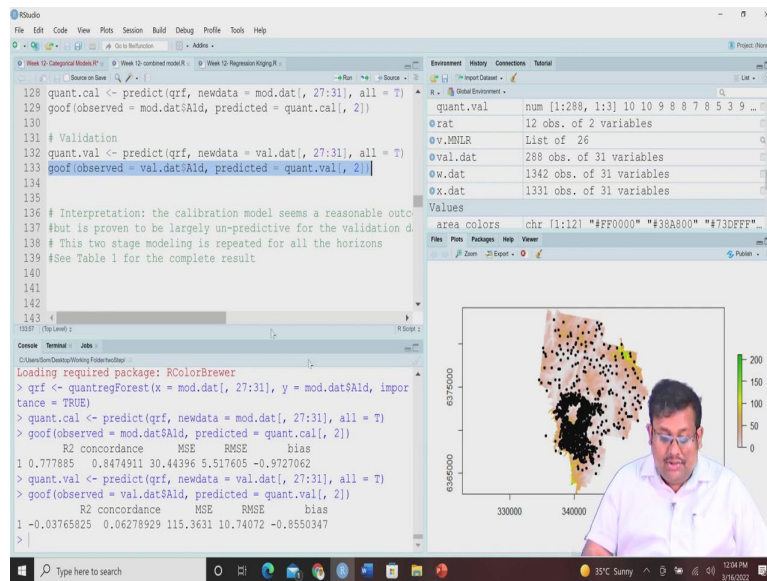 RStudio
File Edit Code View Plots Session Build Debug Profile Tools Help
Go to file/function Addins
Project: (None
Week 12- Categorical Models.R* Week 12- combined model.R Week 12- Regression Kriging.R
Source on Save Run Source
128 quant.cal <- predict(qrf, newdata = mod.dat[, 27:31], all = T)
129 goof(observed = mod.dat$A1d, predicted = quant.cal[, 2])
130
131 # Validation
132 quant.val <- predict(qrf, newdata = val.dat[, 27:31], all = T)
133 goof(observed = val.dat$A1d, predicted = quant.val[, 2])
134
135
136 # Interpretation: the calibration model seems a reasonable outc
137 #but is proven to be largely un-predictive for the validation d
138 # This two stage modeling is repeated for all the horizons
139 #See Table 1 for the complete result
140
141
142
143
133:57 (Top Level) R Script
Console Terminal Jobs
C:/Users/Som/Desktop/Working Folder/twoStep/
Loading required package: RColorBrewer
> qrf <- quantregForest(x = mod.dat[, 27:31], y = mod.dat$A1d, impor
tance = TRUE)
> quant.cal <- predict(qrf, newdata = mod.dat[, 27:31], all = T)
> goof(observed = mod.dat$A1d, predicted = quant.cal[, 2])
R2 concordance MSE RMSE bias
1 0.777885 0.8474911 30.44396 5.517605 -0.9727062
> quant.val <- predict(qrf, newdata = val.dat[, 27:31], all = T)
> goof(observed = val.dat$A1d, predicted = quant.val[, 2])
R2 concordance MSE RMSE bias
1 -0.03765825 0.06278929 115.3631 10.74072 -0.8550347
>
Environment History Connections Tutorial
Import Dataset List
R Global Environment
quant.val num [1:288, 1:3] 10 10 9 8 8 7 8 5 3 9 …
rat 12 obs. of 2 variables
v.MNLR List of 26
val.dat 288 obs. of 31 variables
w.dat 1342 obs. of 31 variables
x.dat 1331 obs. of 31 variables
Values
area_colors chr [1:12] "#FF0000" "#38A800" "#73DFFF"…
Files Plots Packages Help Viewer
Zoom Export Publish
6375000
6365000
330000 340000
200
150
100
50
0
Type here to search
35°C Sunny
12:04 PM
3/16/2022